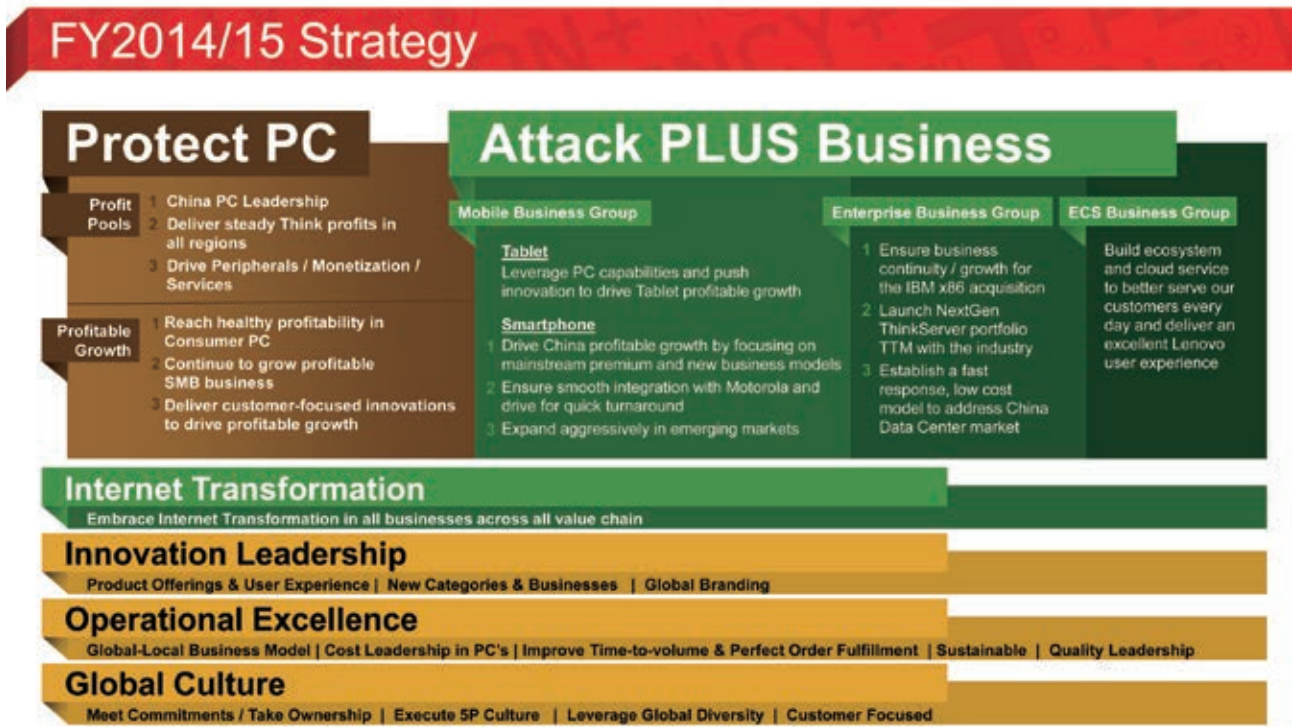 FY2014/15 Strategy
Protect PC
Profit
Pools
1 China PC Leadership
2 Deliver steady Think profits in
all regions
3 Drive Peripherals / Monetization /
Services
Profitable
Growth
1 Reach healthy profitability in
Consumer PC
2 Continue to grow profitable
SMB business
3 Deliver customer-focused innovations
to drive profitable growth
Attack PLUS Business
Mobile Business Group
Tablet
Leverage PC capabilities and push
innovation to drive Tablet profitable growth
Smartphone
1 Drive China profitable growth by focusing on
mainstream premium and new business models
2 Ensure smooth integration with Motorola and
drive for quick turnaround
3 Expand aggressively in emerging markets
Enterprise Business Group
1 Ensure business
continuity / growth for
the IBM x86 acquisition
2 Launch NextGen
ThinkServer portfolio
TTM with the industry
3 Establish a fast
response, low cost
model to address China
Data Center market
ECS Business Group
Build ecosystem
and cloud service
to better serve our
customers every
day and deliver an
excellent Lenovo
user experience
Internet Transformation
Embrace Internet Transformation in all businesses across all value chain
Innovation Leadership
Product Offerings & User Experience | New Categories & Businesses | Global Branding
Operational Excellence
Global-Local Business Model | Cost Leadership in PC's | Improve Time-to-volume & Perfect Order Fulfillment | Sustainable | Quality Leadership
Global Culture
Meet Commitments / Take Ownership | Execute 5P Culture | Leverage Global Diversity | Customer Focused